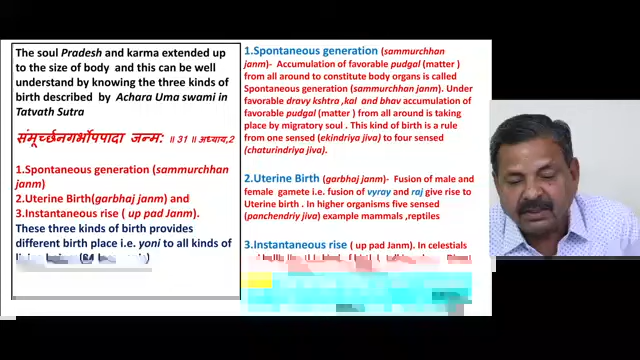 The soul Pradesh and karma extended up
to the size of body and this can be well
understand by knowing the three kinds of
birth described by Achara Uma swami in
Tatvath Sutra
संमूर्च्छनगर्भोपपादा जन्म: ॥ 31 ॥ अध्याय,2
1.Spontaneous generation (sammurchhan
janm)
2.Uterine Birth(garbhaj janm) and
3.Instantaneous rise ( up pad Janm).
These three kinds of birth provides
different birth place i.e. yoni to all kinds of
1.Spontaneous generation (sammurchhan
janm)- Accumulation of favorable pudgal (matter )
from all around to constitute body organs is called
Spontaneous generation (sammurchhan janm). Under
favorable dravy kshtra ,kal and bhav accumulation of
favorable pudgal (matter ) from all around is taking
place by migratory soul . This kind of birth is a rule
from one sensed (ekindriya jiva) to four sensed
(chaturindriya jiva).
2.Uterine Birth (garbhaj janm)- Fusion of male and
female gamete i.e. fusion of vyray and raj give rise to
Uterine birth . In higher organisms five sensed
(panchendriy jiva) example mammals ,reptiles
3.Instantaneous rise ( up pad Janm). In celestials